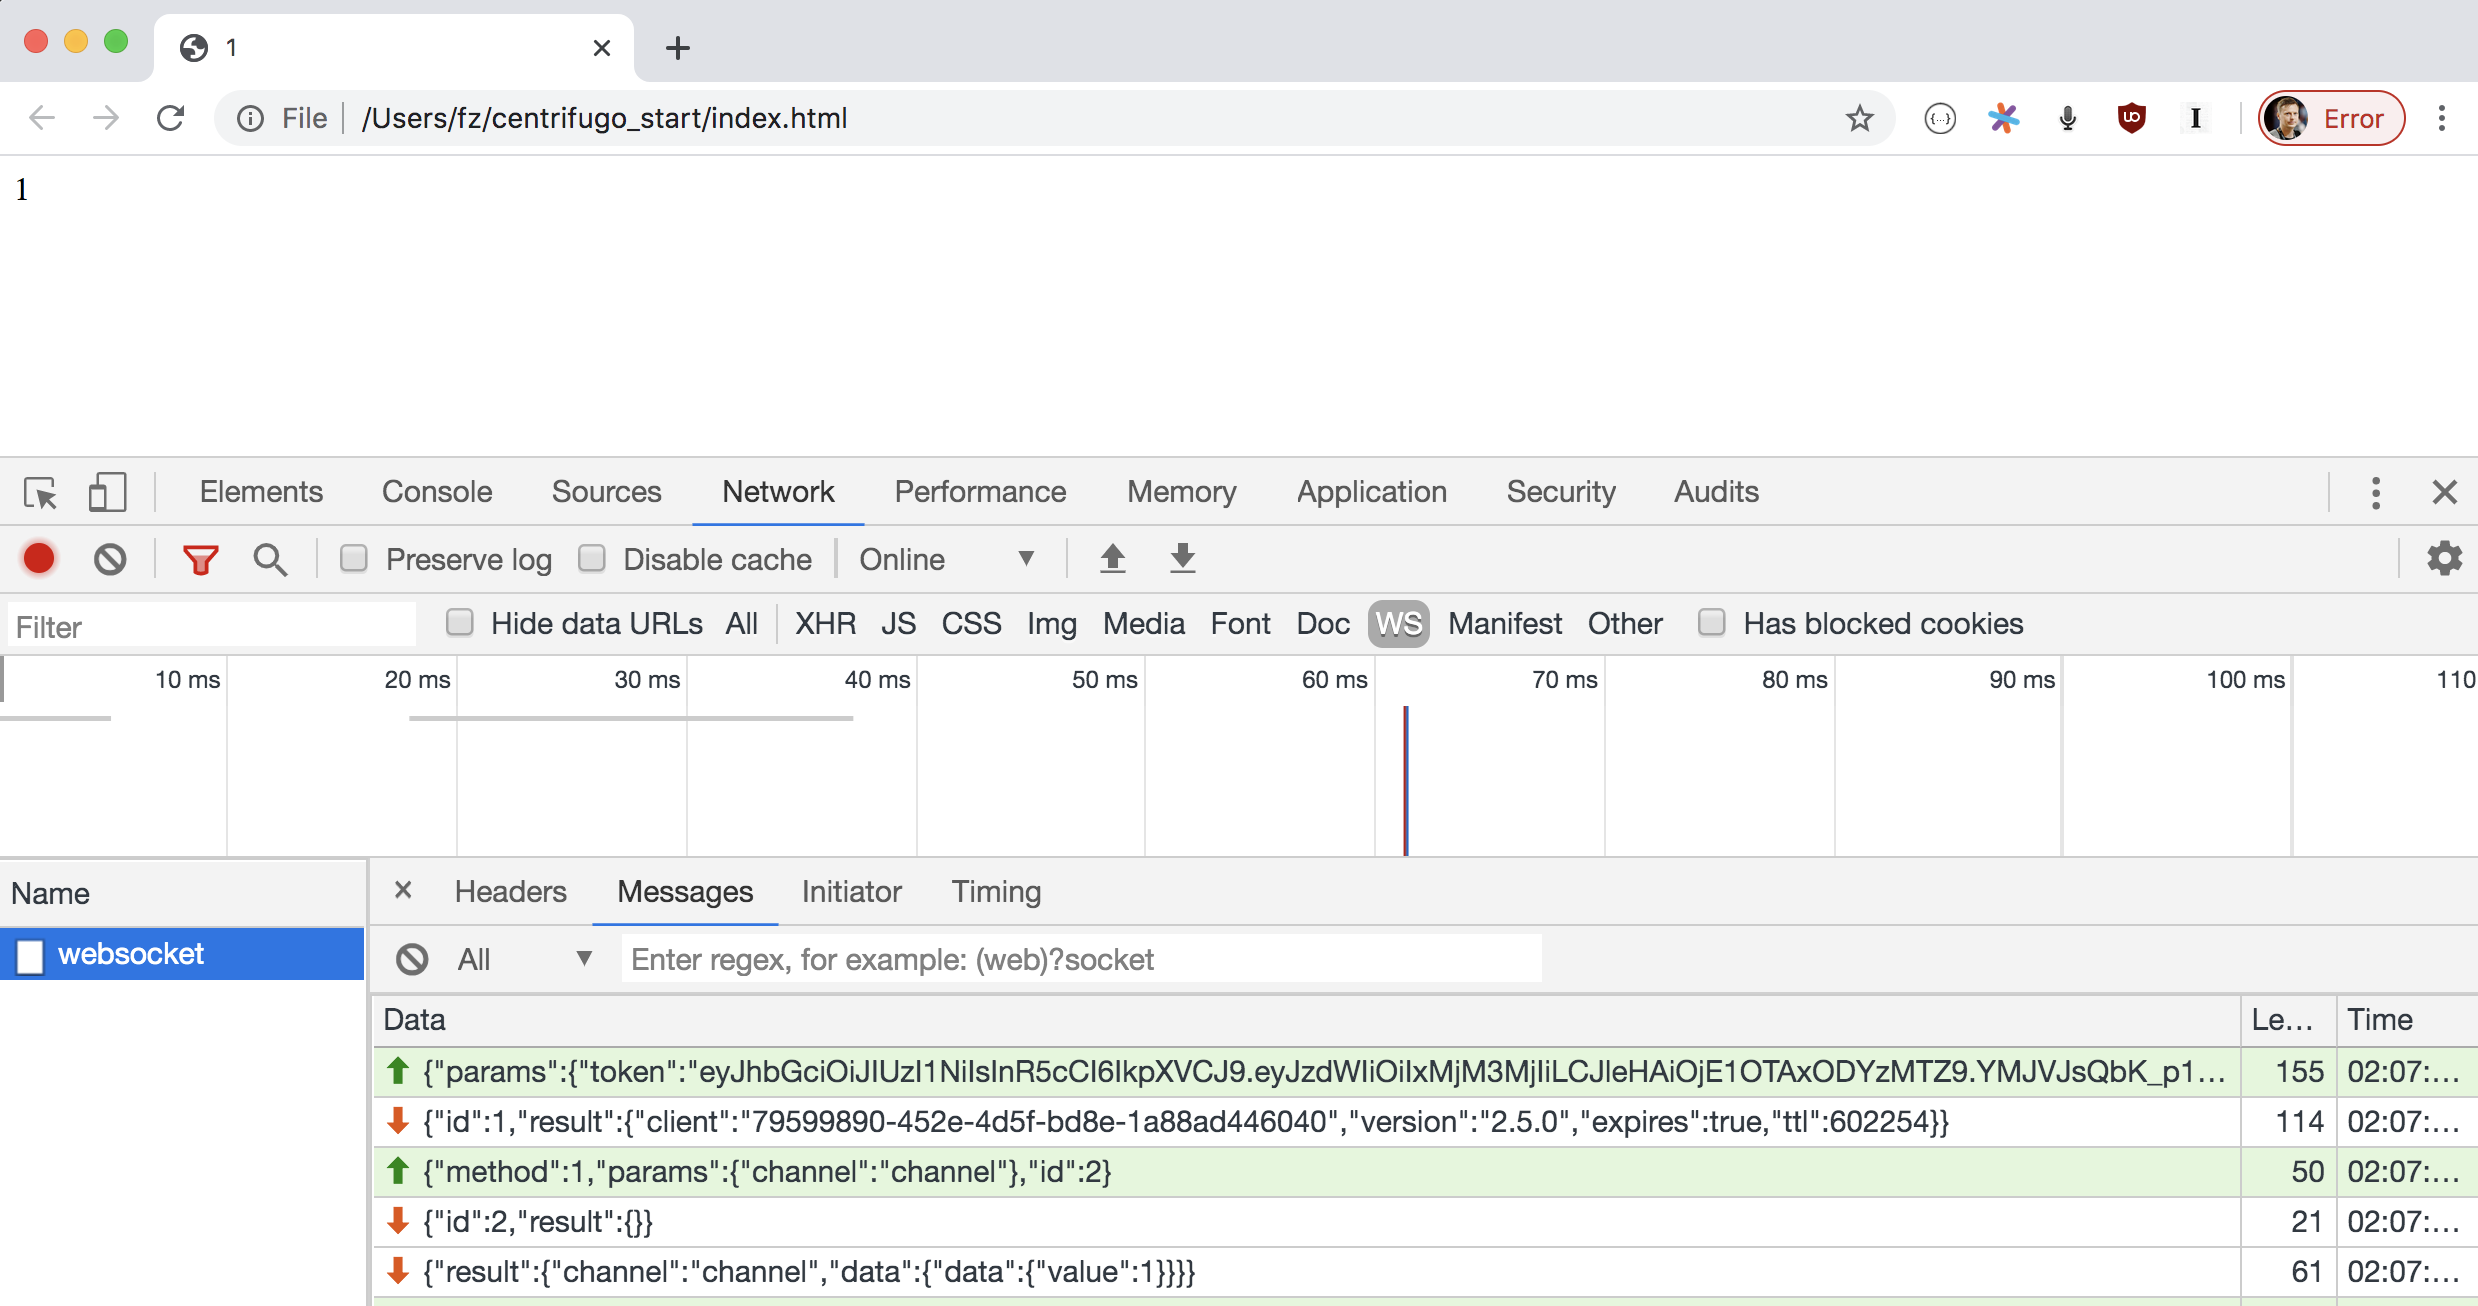 1
File /Users/fz/centrifugo_start/index.html Error
1
Elements Console Sources Network Performance Memory Application Security Audits
Preserve log Disable cache Online
Filter Hide data URLs All XHR JS CSS Img Media Font Doc WS Manifest Other Has blocked cookies
10 ms 20 ms 30 ms 40 ms 50 ms 60 ms 70 ms 80 ms 90 ms 100 ms 110
Name × Headers Messages Initiator Timing
websocket All Enter regex, for example: (web)?socket
Data Le... Time
{"params":{"token":"eyJhbGciOiJIUzI1NiIsInR5cCI6IkpXVCJ9.eyJzdWIiOiIxMjM3MjIiLCJleHAiOjE1OTAxODYzMTZ9.YMJVJsQbK_p1... 155 02:07:...
{"id":1,"result":{"client":"79599890-452e-4d5f-bd8e-1a88ad446040","version":"2.5.0","expires":true,"ttl":602254}} 114 02:07:...
{"method":1,"params":{"channel":"channel"},"id":2} 50 02:07:...
{"id":2,"result":{}} 21 02:07:...
{"result":{"channel":"channel","data":{"data":{"value":1}}}} 61 02:07:...